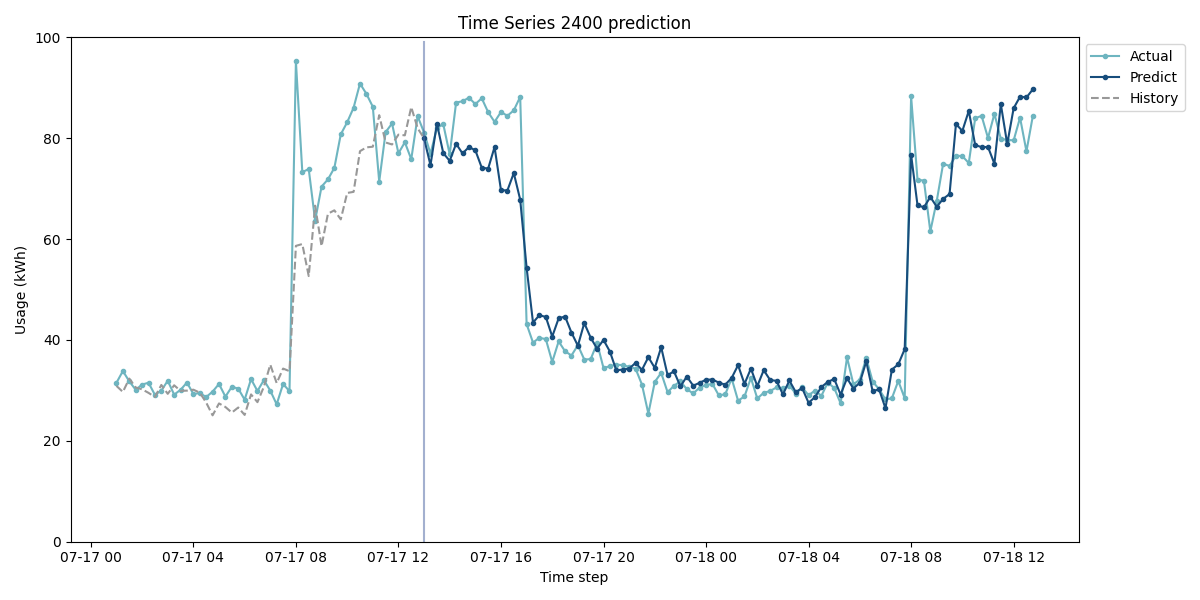 Time Series 2400 prediction
100
80
60
40
20
0
Usage (kWh)
07-17 00
07-17 04
07-17 08
07-17 12
07-17 16
07-17 20
07-18 00
07-18 04
07-18 08
07-18 12
Time step
Actual
Predict
History